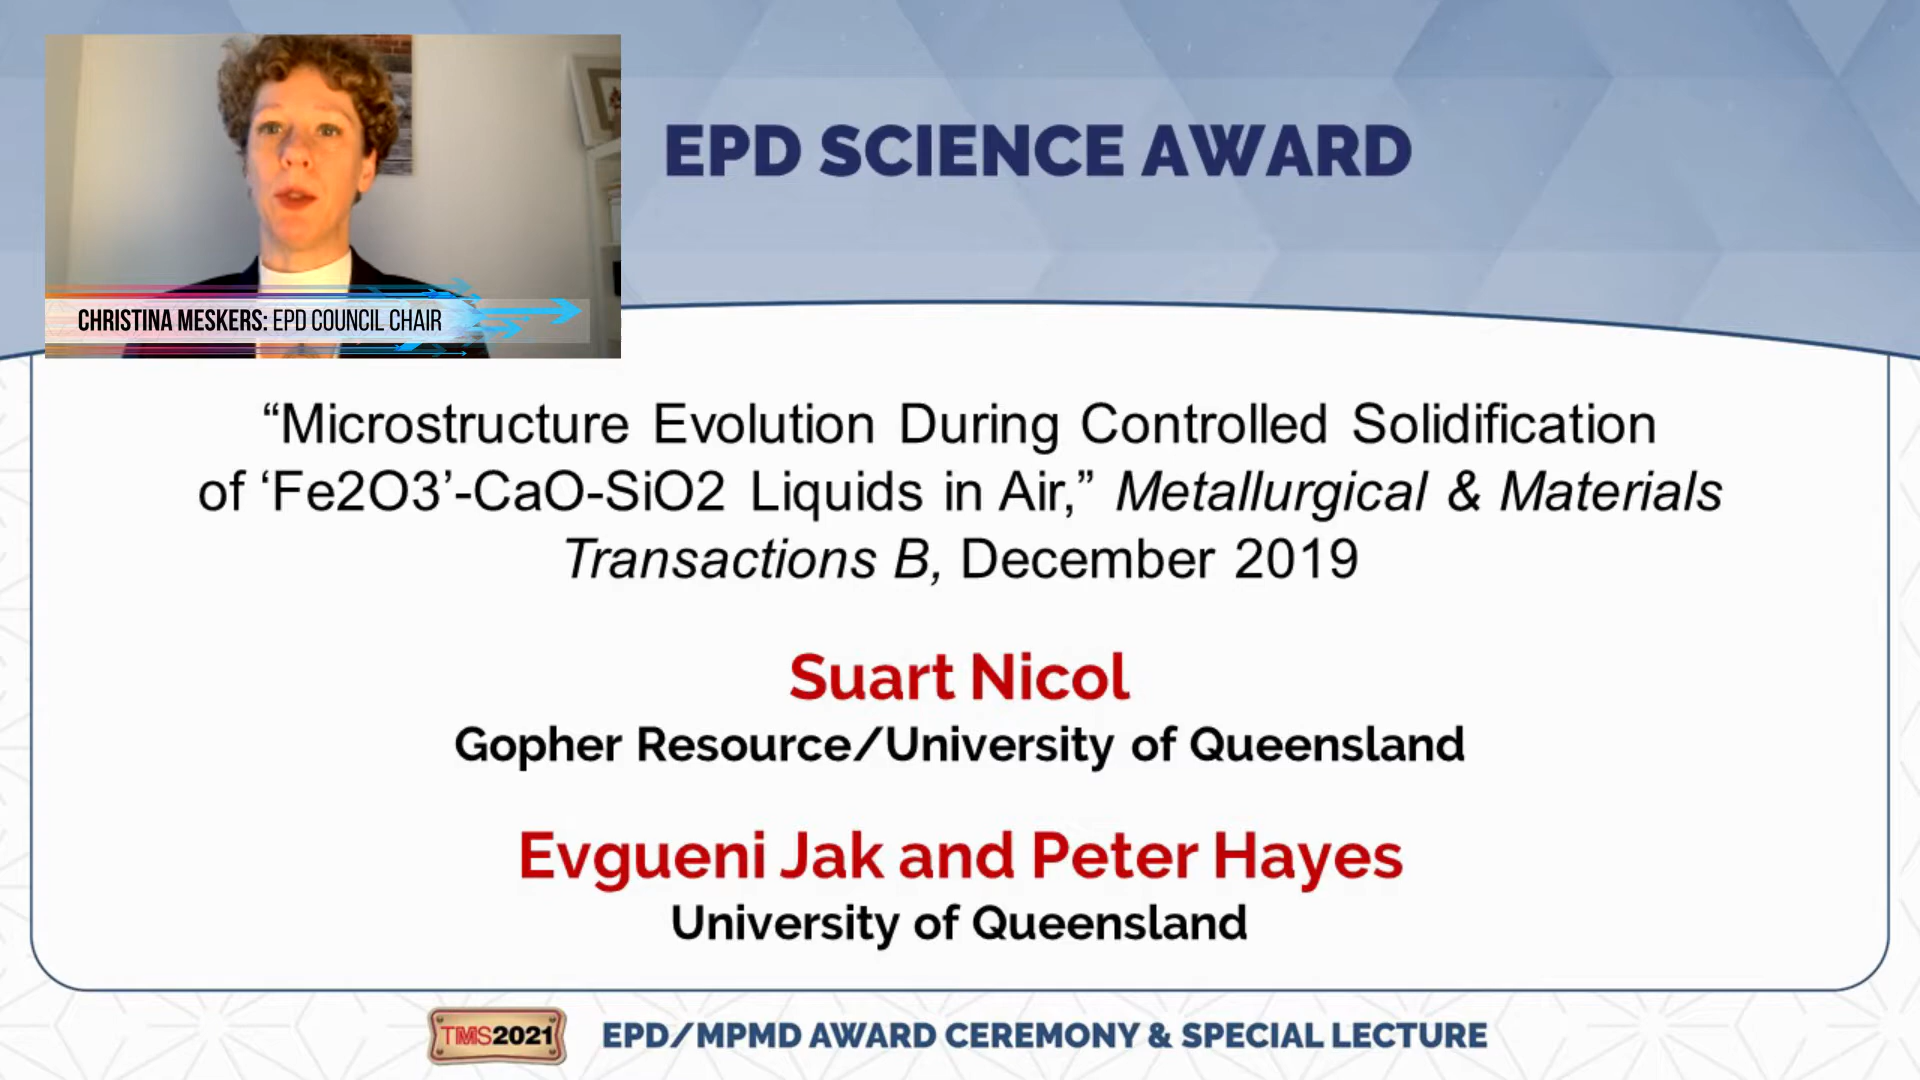 EPD SCIENCE AWARD
CHRISTINA MESKERS: EPD COUNCIL CHAIR
“Microstructure Evolution During Controlled Solidification
of ‘Fe2O3’-CaO-SiO2 Liquids in Air,” Metallurgical & Materials
Transactions B, December 2019
Suart Nicol
Gopher Resource/University of Queensland
Evgueni Jak and Peter Hayes
University of Queensland
TMS2021
EPD/MPMD AWARD CEREMONY & SPECIAL LECTURE